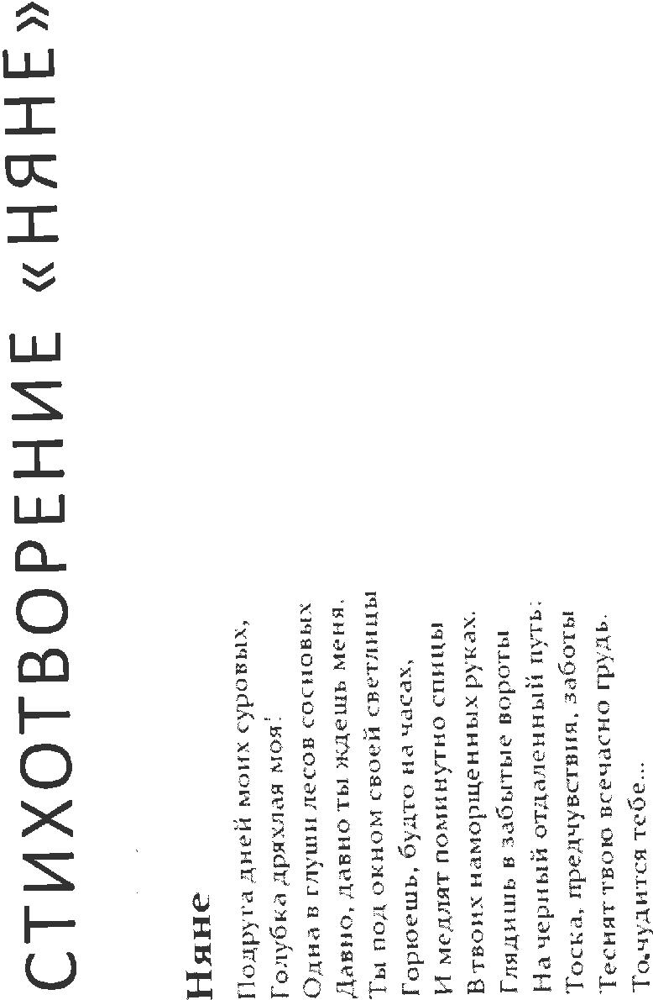 СТИХОТВОРЕНИЕ «НЯНЕ»
Няне
Подруга дней моих суровых,
Голубка дряхлая моя!
Одна в глуши лесов сосновых
Давно, давно ты ждешь меня.
Ты под окном своей светлицы
Горюешь, будто на часах,
И медлят поминутно спицы
В твоих наморщенных руках.
Глядишь в забытые вороты
На черный отдаленный путь:
Тоска, предчувствия, заботы
Теснят твою всечасно грудь.
То чудится тебе...